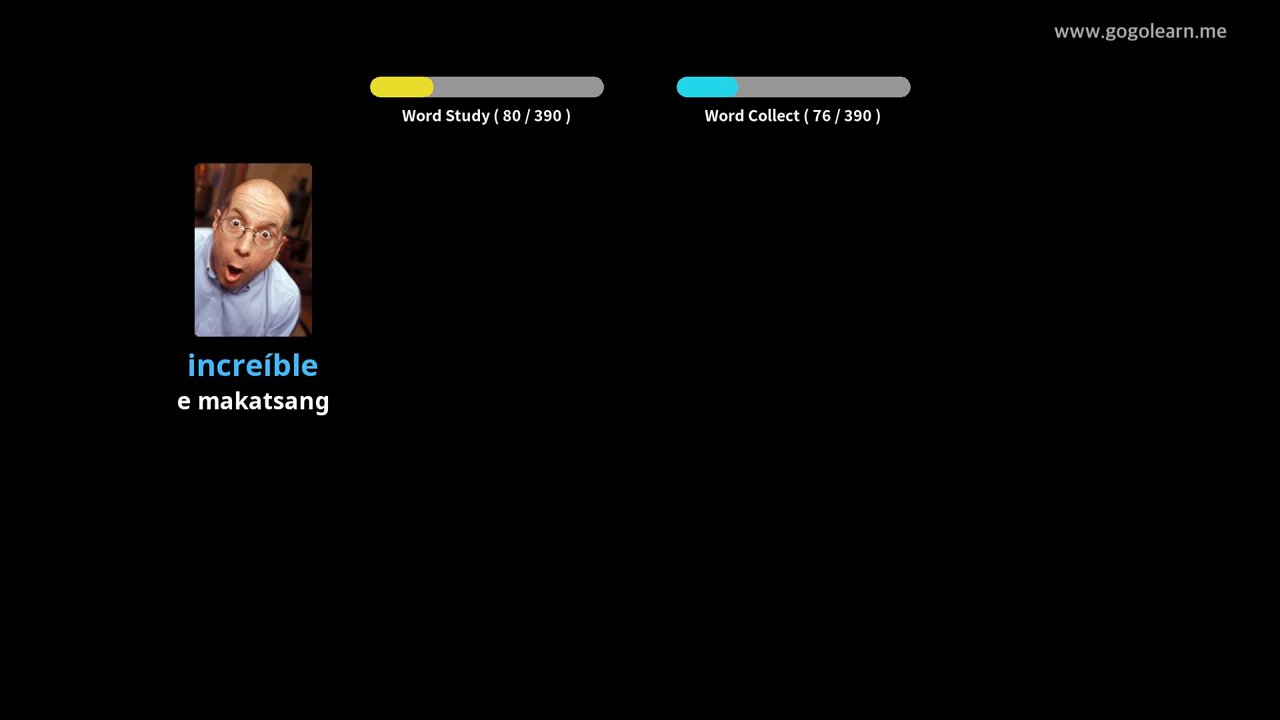 www.gogolearn.me
Word Study ( 80 / 390 )
Word Collect ( 76 / 390 )
increíble
e makatsang